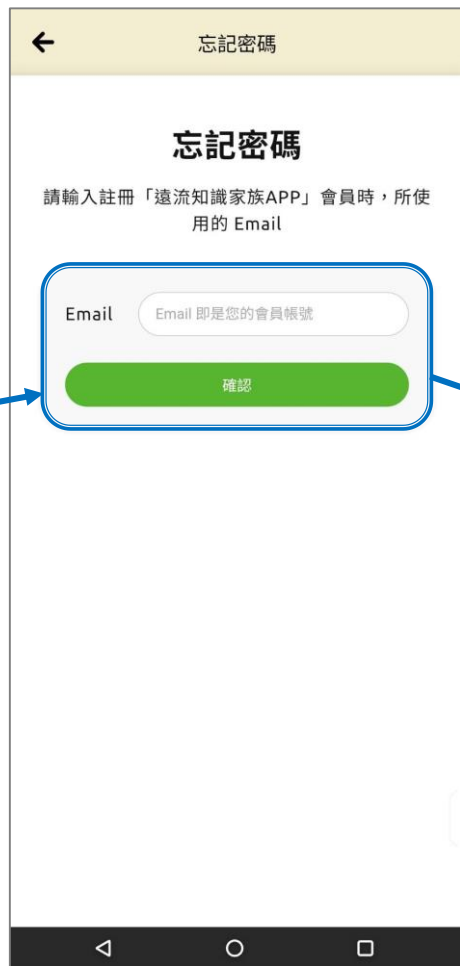 忘記密碼
忘記密碼
請輸入註冊「遠流知識家族APP」會員時，所使
用的 Email
Email Email 即是您的會員帳號
確認